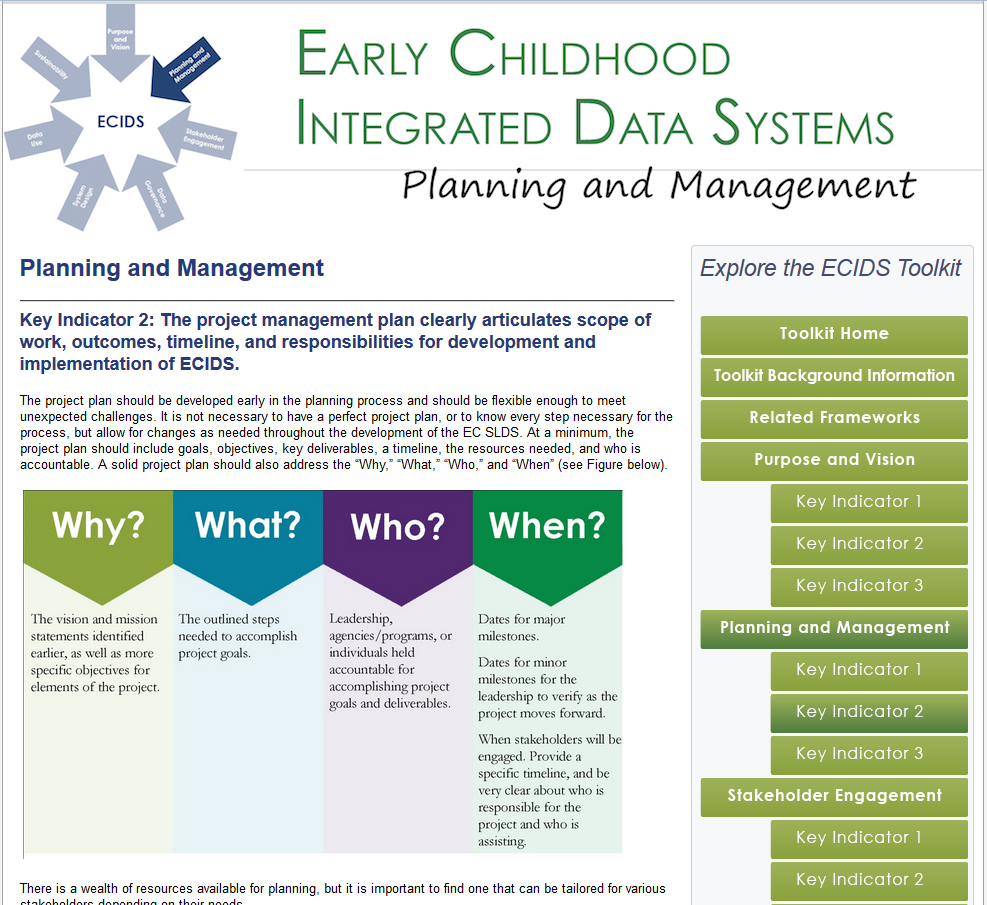 Purpose
and
Vision
Planning and
Management
Stakeholder
Engagement
Data
Governance
System
Design
Data
Use
Sustainability
ECIDS
EARLY CHILDHOOD
INTEGRATED DATA SYSTEMS
Planning and Management
Planning and Management
Key Indicator 2: The project management plan clearly articulates scope of
work, outcomes, timeline, and responsibilities for development and
implementation of ECIDS.
The project plan should be developed early in the planning process and should be flexible enough to meet
unexpected challenges. It is not necessary to have a perfect project plan, or to know every step necessary for the
process, but allow for changes as needed throughout the development of the EC SLDS. At a minimum, the
project plan should include goals, objectives, key deliverables, a timeline, the resources needed, and who is
accountable. A solid project plan should also address the “Why,” “What,” “Who,” and “When” (see Figure below).
Why?
The vision and mission
statements identified
earlier, as well as more
specific objectives for
elements of the project.
What?
The outlined steps
needed to accomplish
project goals.
Who?
Leadership,
agencies/programs, or
individuals held
accountable for
accomplishing project
goals and deliverables.
When?
Dates for major
milestones.
Dates for minor
milestones for the
leadership to verify as the
project moves forward.
When stakeholders will be
engaged. Provide a
specific timeline, and be
very clear about who is
responsible for the
project and who is
assisting.
There is a wealth of resources available for planning, but it is important to find one that can be tailored for various
stakeholders depending on their needs.
Explore the ECIDS Toolkit
Toolkit Home
Toolkit Background Information
Related Frameworks
Purpose and Vision
Key Indicator 1
Key Indicator 2
Key Indicator 3
Planning and Management
Key Indicator 1
Key Indicator 2
Key Indicator 3
Stakeholder Engagement
Key Indicator 1
Key Indicator 2